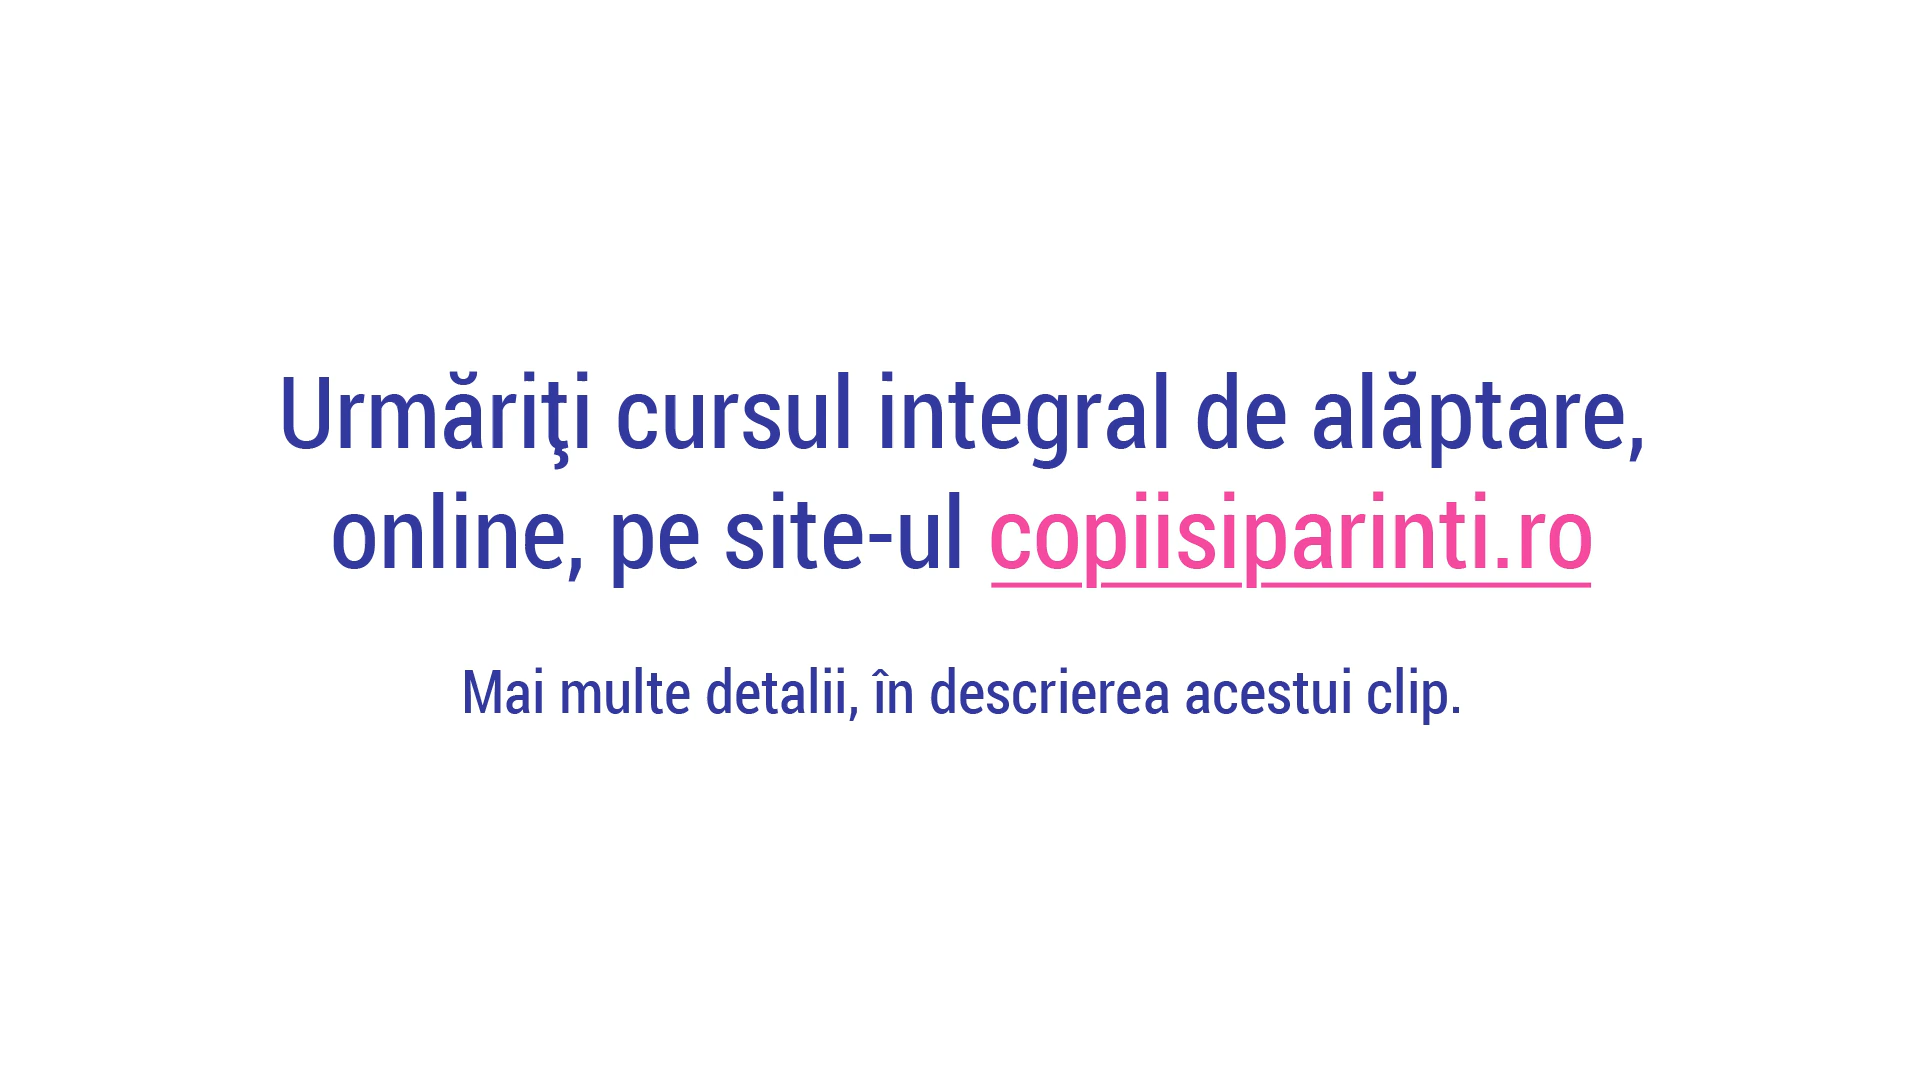 Urmăriţi cursul integral de alăptare,
online, pe site-ul copiisiparinti.ro
Mai multe detalii, în descrierea acestui clip.